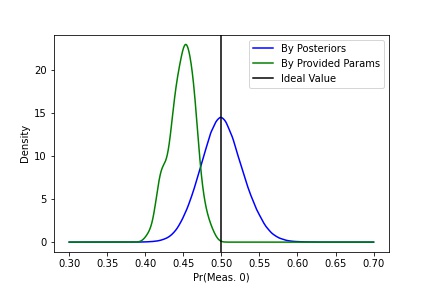 By Posteriors
By Provided Params
Ideal Value
Density
20
15
10
5
0
0.30 0.35 0.40 0.45 0.50 0.55 0.60 0.65 0.70
Pr(Meas. 0)